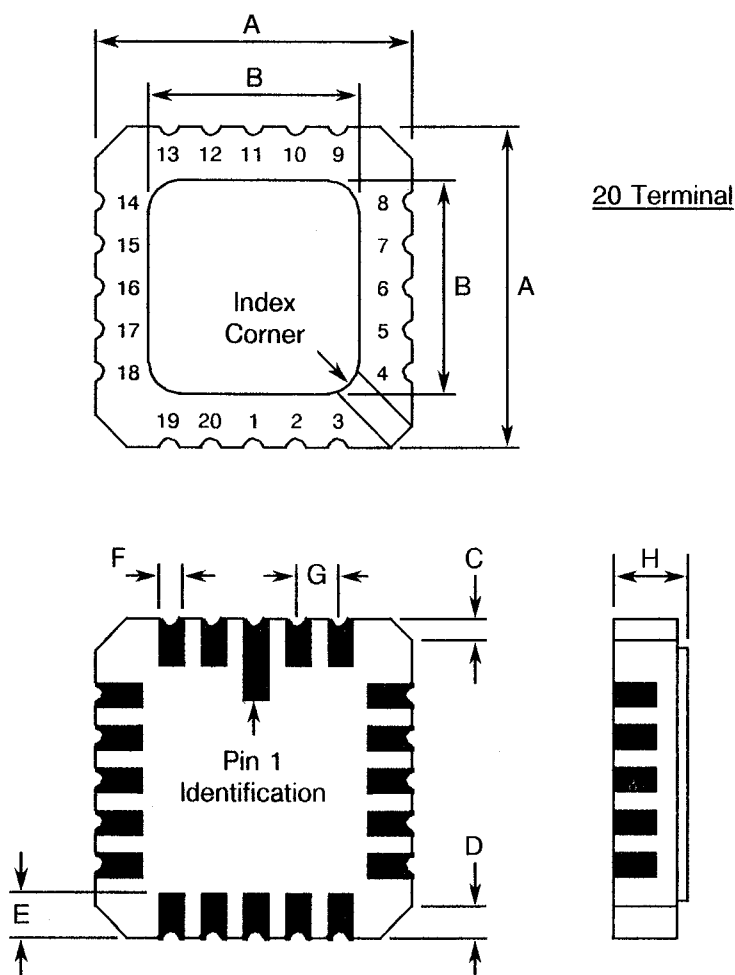 A
B
13 12 11 10 9
20 Terminal
14 8
15 7
16 6
17 5
18 4
B A
Index
Corner
19 20 1 2 3
F G C H
Pin 1
Identification
D
E